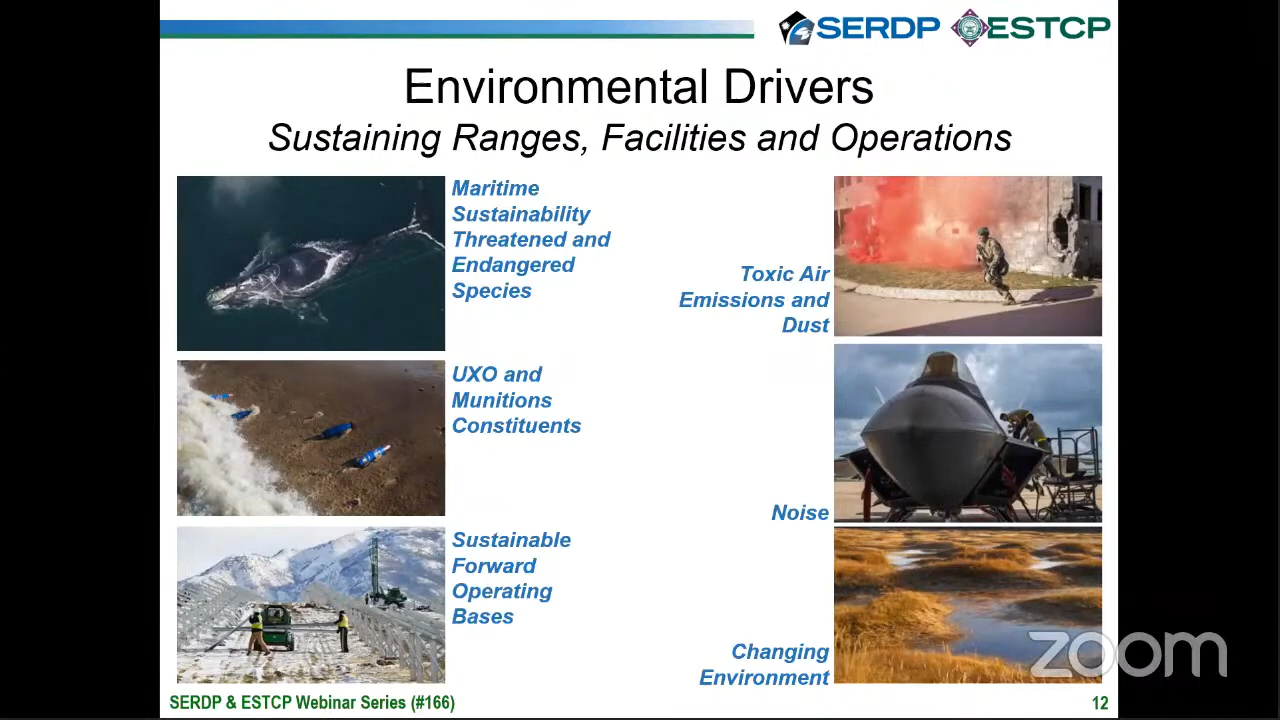 SERDP ESTCP
Environmental Drivers
Sustaining Ranges, Facilities and Operations
Maritime
Sustainability
Threatened and
Endangered
Species
UXO and
Munitions
Constituents
Sustainable
Forward
Operating
Bases
Toxic Air
Emissions and
Dust
Noise
Changing
Environment
zoom
SERDP & ESTCP Webinar Series (#166)
12